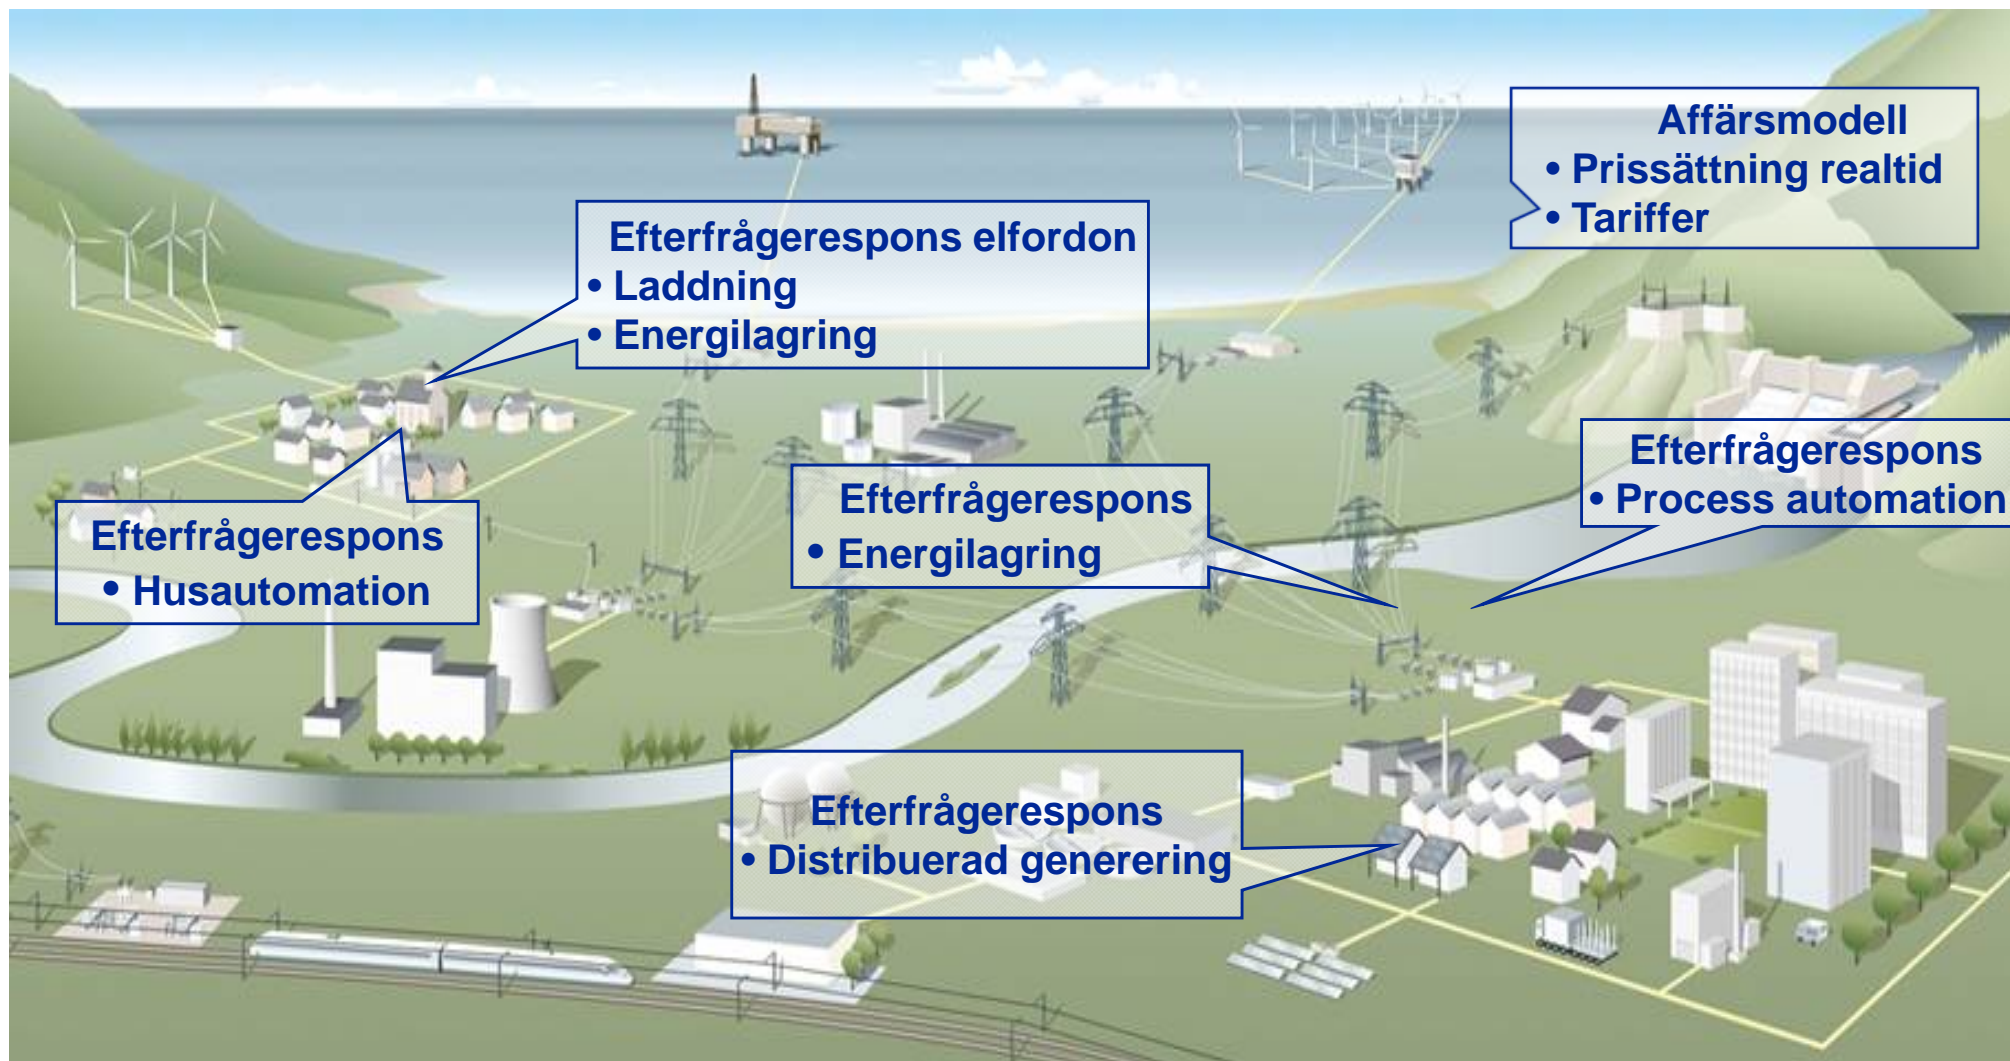 Affärsmodell
• Prissättning realtid
• Tariffer
Efterfrågerespons elfordon
• Laddning
• Energilagring
Efterfrågerespons
• Process automation
Efterfrågerespons
• Energilagring
Efterfrågerespons
• Husautomation
Efterfrågerespons
• Distribuerad generering